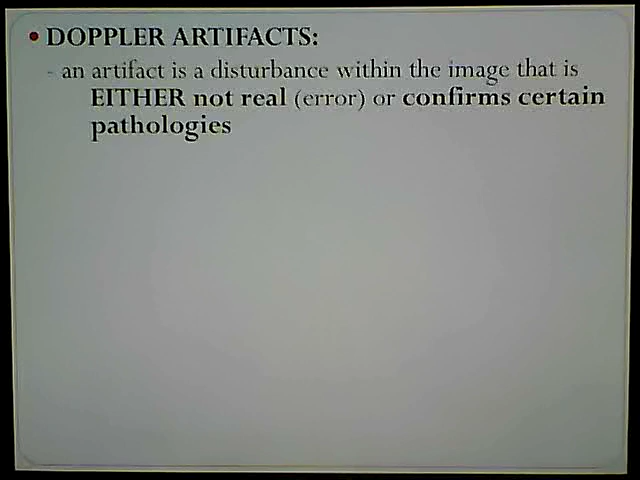 • DOPPLER ARTIFACTS:
- an artifact is a disturbance within the image that is
EITHER not real (error) or confirms certain
pathologies